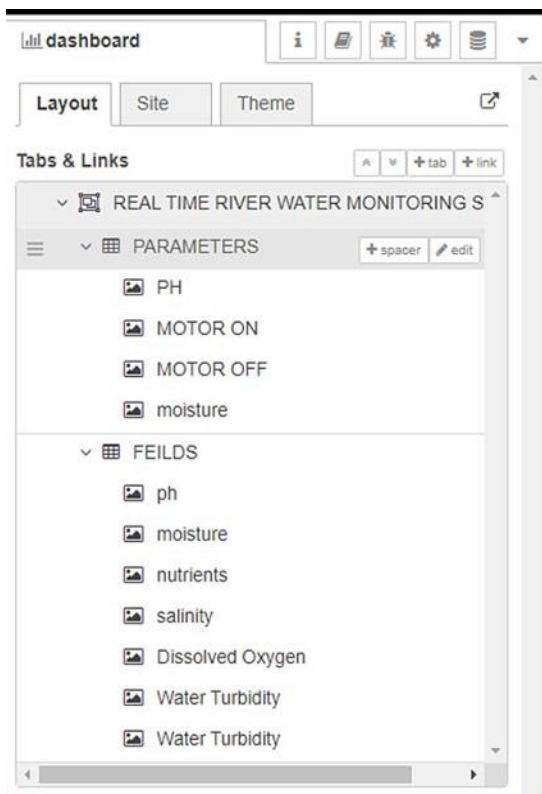 dashboard
i
Layout Site Theme
Tabs & Links
+ tab + link
REAL TIME RIVER WATER MONITORING S
PARAMETERS + spacer edit
PH
MOTOR ON
MOTOR OFF
moisture
FEILDS
ph
moisture
nutrients
salinity
Dissolved Oxygen
Water Turbidity
Water Turbidity